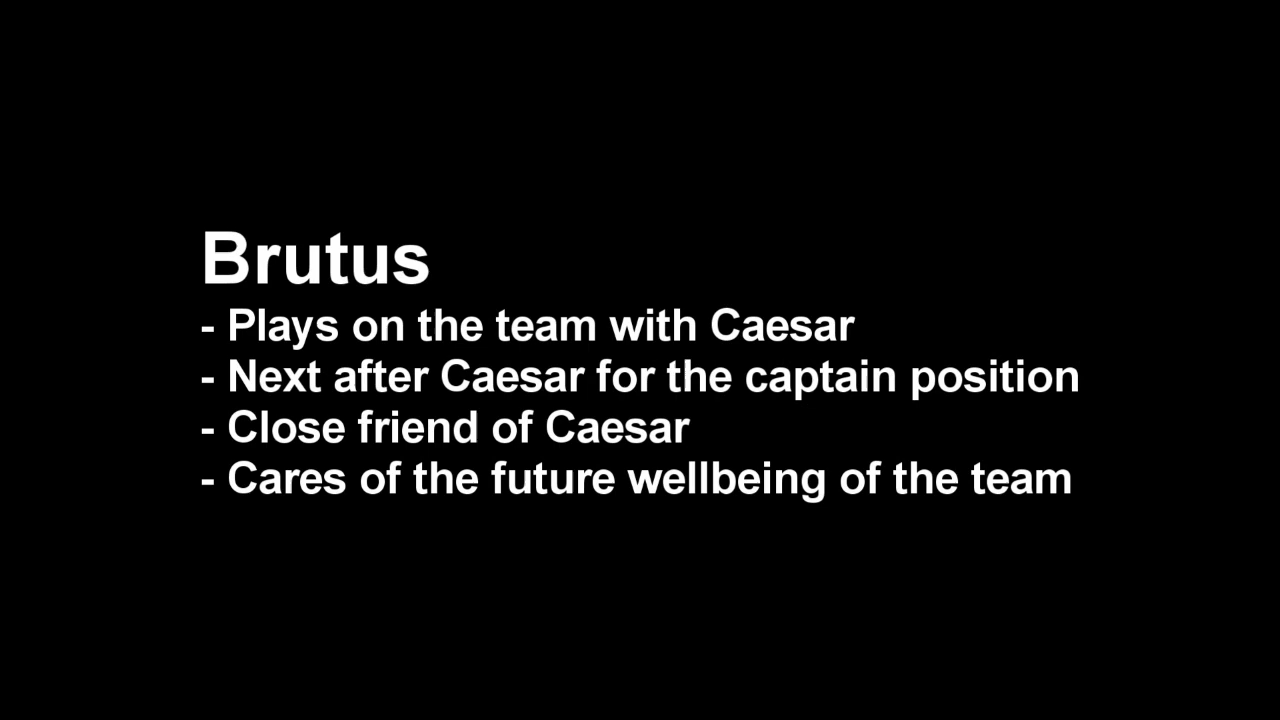 Brutus
- Plays on the team with Caesar
- Next after Caesar for the captain position
- Close friend of Caesar
- Cares of the future wellbeing of the team